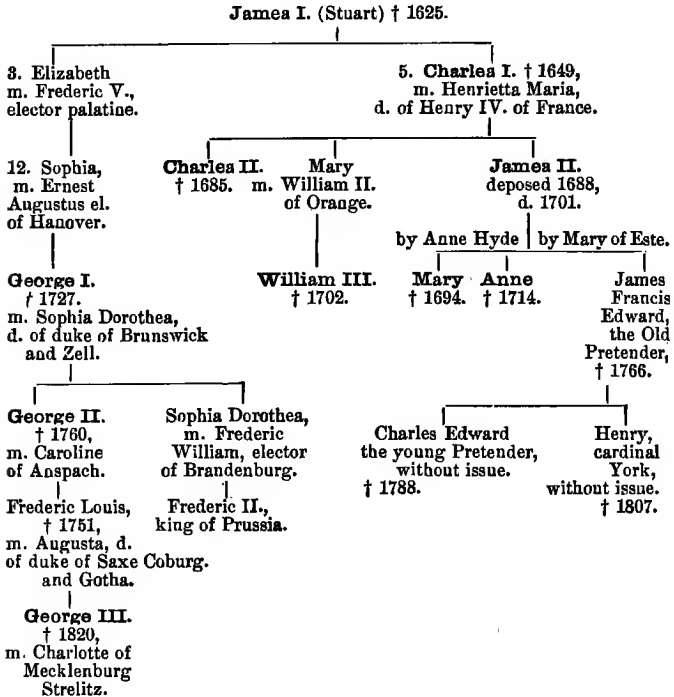 Jamea I. (Stuart) † 1625.
3. Elizabeth
m. Frederic V.,
elector palatine.
5. Charlea I. † 1649,
m. Henrietta Maria,
d. of Henry IV. of France.
12. Sophia,
m. Ernest
Augustus el.
of Hanover.
Charlea II.
† 1685.
Mary
m. William II.
of Orange.
Jamea II.
deposed 1688,
d. 1701.
by Anne Hyde
by Mary of Este.
George I.
† 1727.
m. Sophia Dorothea,
d. of duke of Brunswick
and Zell.
William III.
† 1702.
Mary
† 1694.
Anne
† 1714.
James
Francis
Edward,
the Old
Pretender,
† 1766.
George II.
† 1760,
m. Caroline
of Anspach.
Sophia Dorothea,
m. Frederic
William, elector
of Brandenburg.
Charles Edward
the young Pretender,
without issue.
† 1788.
Henry,
cardinal
York,
without issue.
† 1807.
Frederic Louis,
† 1751,
m. Augusta, d.
of duke of Saxe Coburg.
and Gotha.
Frederic II.,
king of Prussia.
George III.
† 1820,
m. Charlotte of
Mecklenburg
Strelitz.